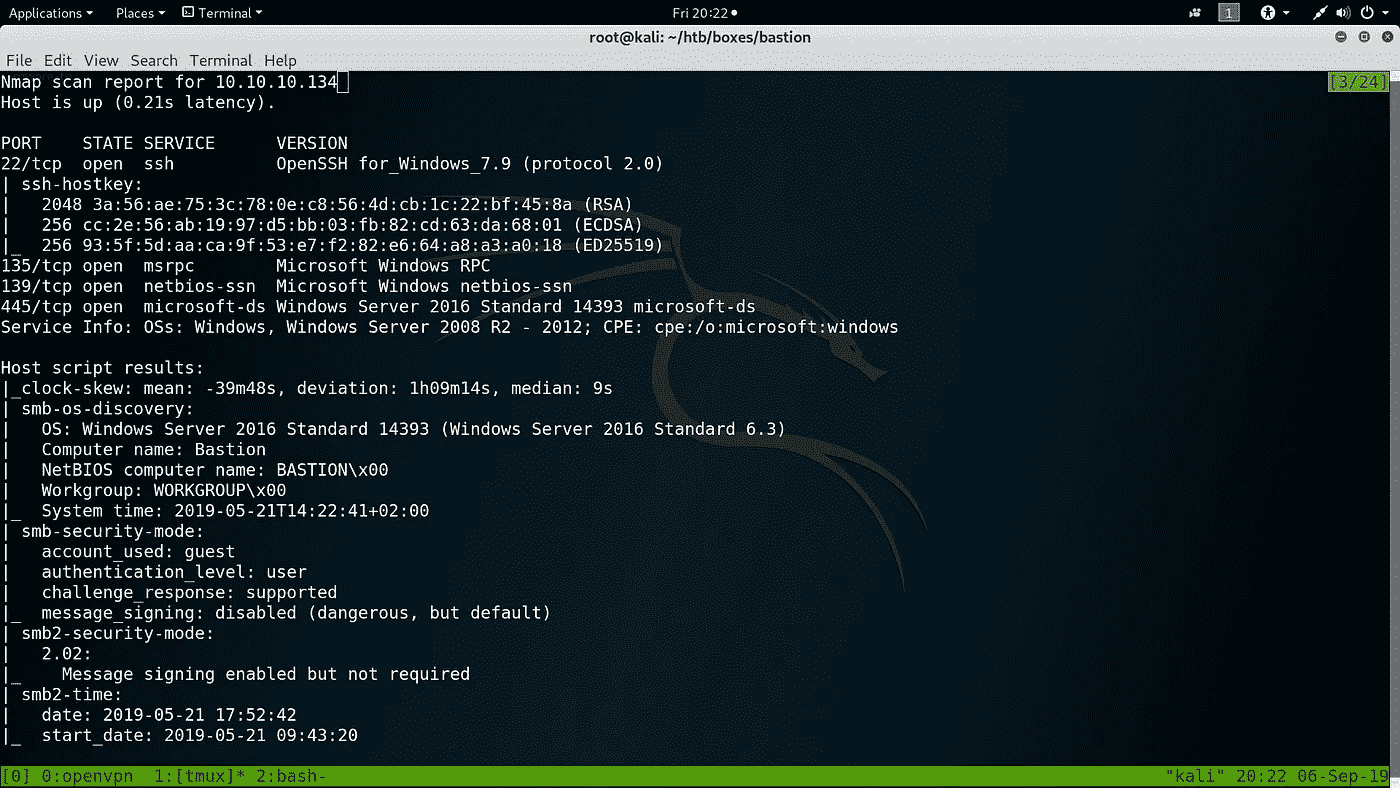 Applications Places Terminal Fri 20:22 1
root@kali: ~/htb/boxes/bastion
File Edit View Search Terminal Help
Nmap scan report for 10.10.10.134 [3/24]
Host is up (0.21s latency).
PORT    STATE SERVICE      VERSION
22/tcp  open  ssh          OpenSSH for_Windows_7.9 (protocol 2.0)
| ssh-hostkey:
|   2048 3a:56:ae:75:3c:78:0e:c8:56:4d:cb:1c:22:bf:45:8a (RSA)
|   256 cc:2e:56:ab:19:97:d5:bb:03:fb:82:cd:63:da:68:01 (ECDSA)
|_  256 93:5f:5d:aa:ca:9f:53:e7:f2:82:e6:64:a8:a3:a0:18 (ED25519)
135/tcp open  msrpc        Microsoft Windows RPC
139/tcp open  netbios-ssn  Microsoft Windows netbios-ssn
445/tcp open  microsoft-ds Windows Server 2016 Standard 14393 microsoft-ds
Service Info: OSs: Windows, Windows Server 2008 R2 - 2012; CPE: cpe:/o:microsoft:windows
Host script results:
|_clock-skew: mean: -39m48s, deviation: 1h09m14s, median: 9s
| smb-os-discovery:
|   OS: Windows Server 2016 Standard 14393 (Windows Server 2016 Standard 6.3)
|   Computer name: Bastion
|   NetBIOS computer name: BASTION\x00
|   Workgroup: WORKGROUP\x00
|_  System time: 2019-05-21T14:22:41+02:00
| smb-security-mode:
|   account_used: guest
|   authentication_level: user
|   challenge_response: supported
|_  message_signing: disabled (dangerous, but default)
| smb2-security-mode:
|   2.02:
|_    Message signing enabled but not required
| smb2-time:
|   date: 2019-05-21 17:52:42
|_  start_date: 2019-05-21 09:43:20
[0] 0:openvpn  1:[tmux]* 2:bash- "kali" 20:22 06-Sep-19